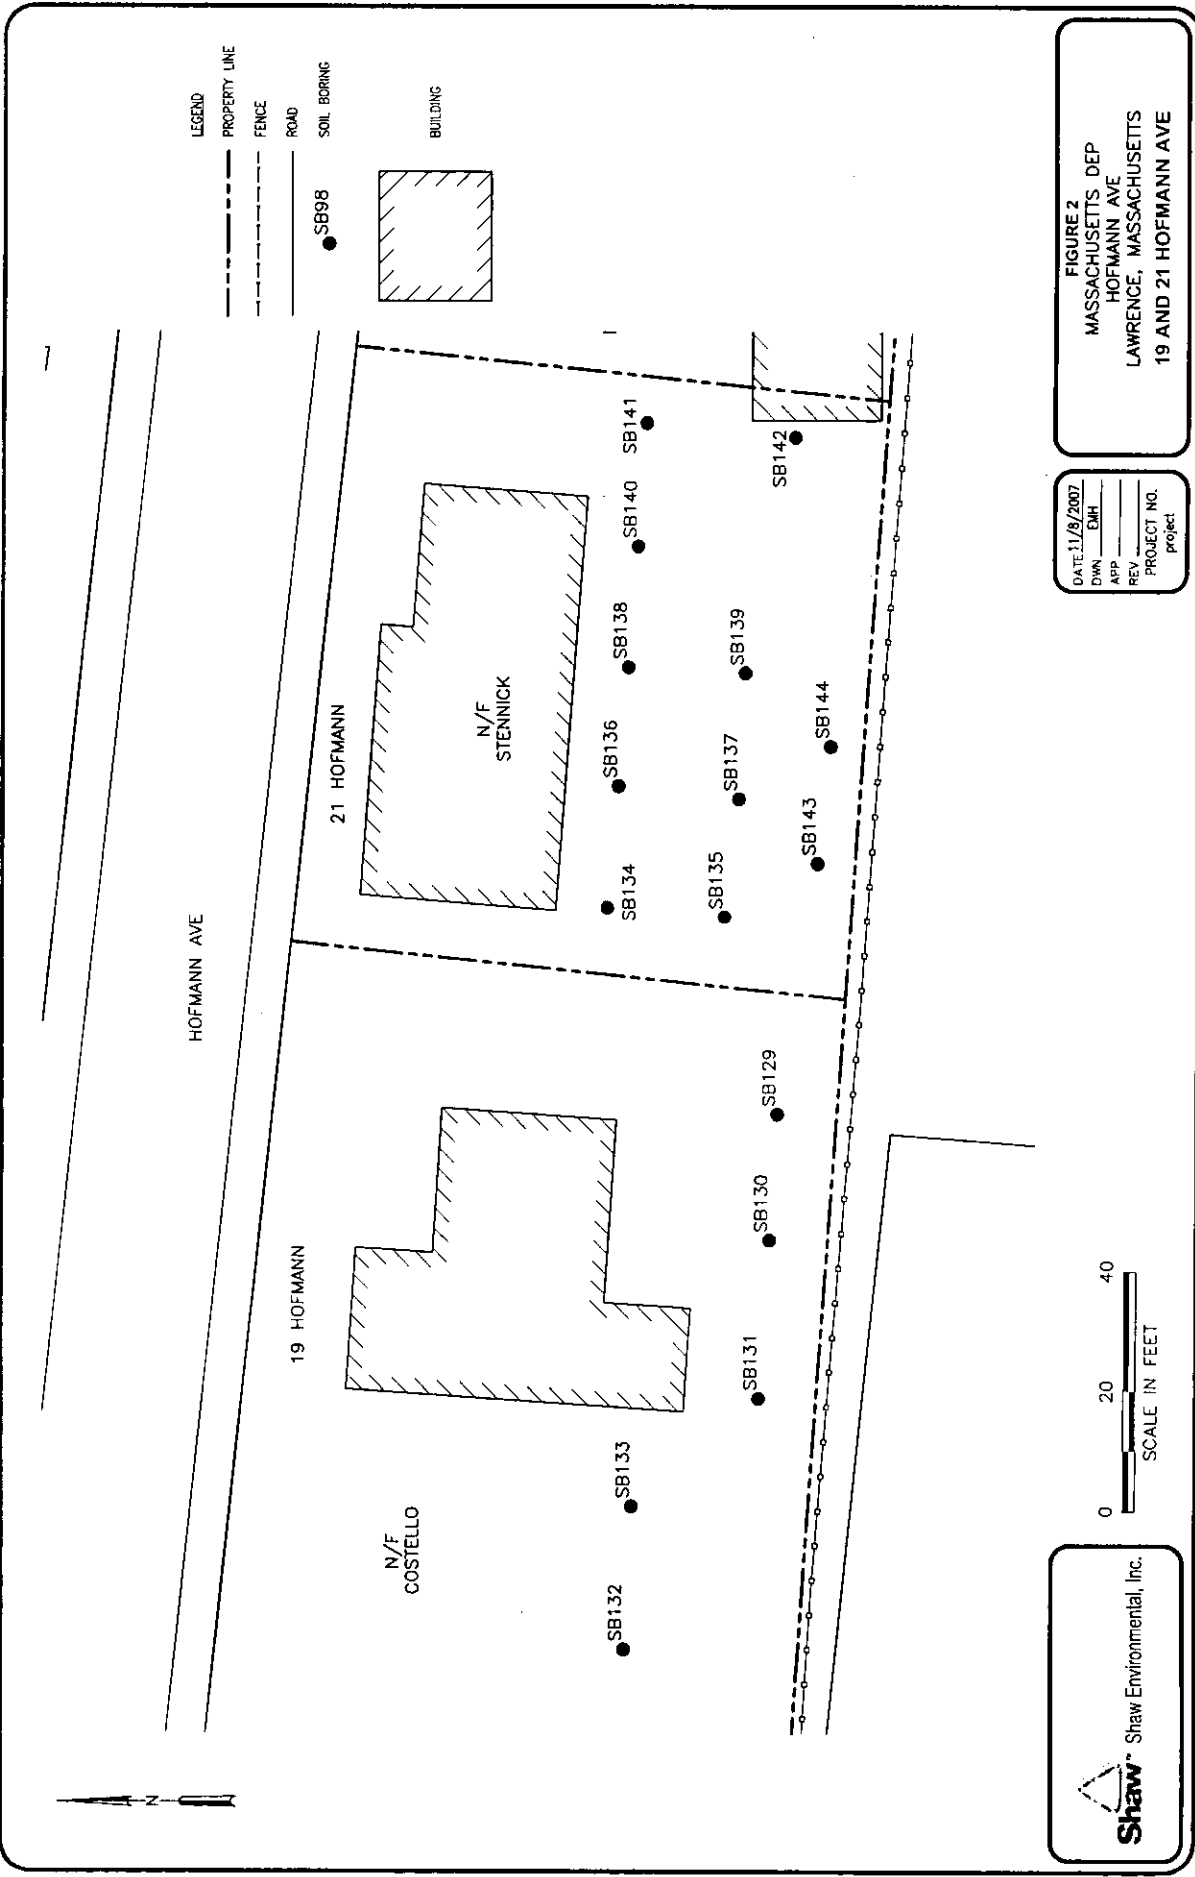 LEGEND
PROPERTY LINE
FENCE
ROAD
SB98
SOIL BORING
BUILDING
N
HOFMANN AVE
19 HOFMANN
21 HOFMANN
N/F
COSTELLO
N/F
STENNICK
SB132
SB133
SB131
SB130
SB129
SB134
SB136
SB138
SB140
SB141
SB135
SB137
SB139
SB142
SB143
SB144
Shaw™ Shaw Environmental, Inc.
0 20 40
SCALE IN FEET
DATE 11/8/2007
DWN EMH
APP
REV
PROJECT NO.
project
FIGURE 2
MASSACHUSETTS DEP
HOFMANN AVE
LAWRENCE, MASSACHUSETTS
19 AND 21 HOFMANN AVE